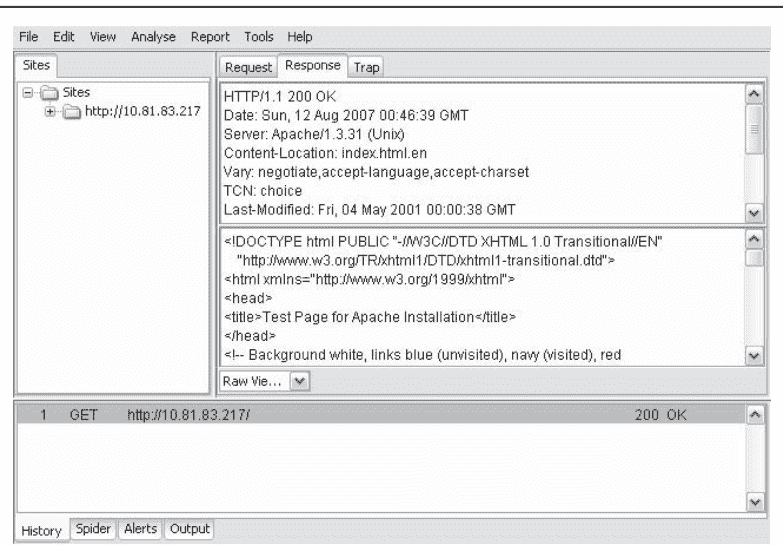 File Edit View Analyse Report Tools Help
Sites
Sites
http://10.81.83.217
Request Response Trap
HTTP/1.1 200 OK
Date: Sun, 12 Aug 2007 00:46:39 GMT
Server: Apache/1.3.31 (Unix)
Content-Location: index.html.en
Vary: negotiate,accept-language,accept-charset
TCN: choice
Last-Modified: Fri, 04 May 2001 00:00:38 GMT
<!DOCTYPE html PUBLIC "-//W3C//DTD XHTML 1.0 Transitional//EN"
"http://www.w3.org/TR/xhtml1/DTD/xhtml1-transitional.dtd">
<html xmlns="http://www.w3.org/1999/xhtml">
<head>
<title>Test Page for Apache Installation</title>
</head>
<!-- Background white, links blue (unvisited), navy (visited), red
Raw Vie...
1 GET http://10.81.83.217/ 200 OK
History Spider Alerts Output